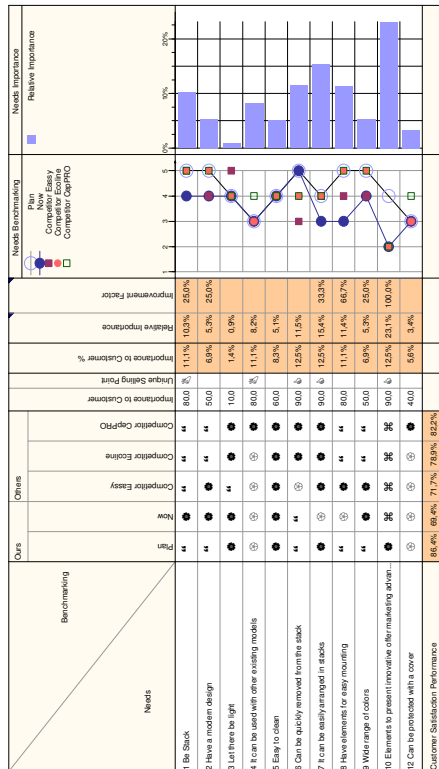 Benchmarking
Needs
Ours
Others
Plan
Now
Competitor Eassy
Competitor Ecoline
Competitor CepPRO
Importance to Customer
Unique Selling Point
Importance to Customer %
Relative Importance
Improvement Factor
Needs Benchmarking
Plan
Now
Competitor Easy
Competitor Ecoline
Competitor CapPRO
Needs Importance
Relative Importance
1 2 3 4 5
0% 10% 20%
1 Be Stack 80,0 11,1% 10,3% 25,0%
2 Have a modern design 50,0 6,9% 5,3% 25,0%
3 Let there be light 10,0 1,4% 0,9%
4 It can be used with other existing models 80,0 11,1% 8,2%
5 Easy to clean 60,0 8,3% 5,1%
6 Can be quickly removed from the stack 90,0 12,5% 11,5%
7 It can be easily arranged in stacks 90,0 12,5% 15,4% 33,3%
8 Have elements for easy mounting 80,0 11,1% 11,4% 66,7%
9 Wide range of colors 50,0 6,9% 5,3% 25,0%
10 Elements to present innovative offer marketing advan... 90,0 12,5% 23,1% 100,0%
12 Can be protected with a cover 40,0 5,6% 3,4%
Customer Satisfaction Performance 86,4% 69,4% 71,7% 78,9% 82,2%